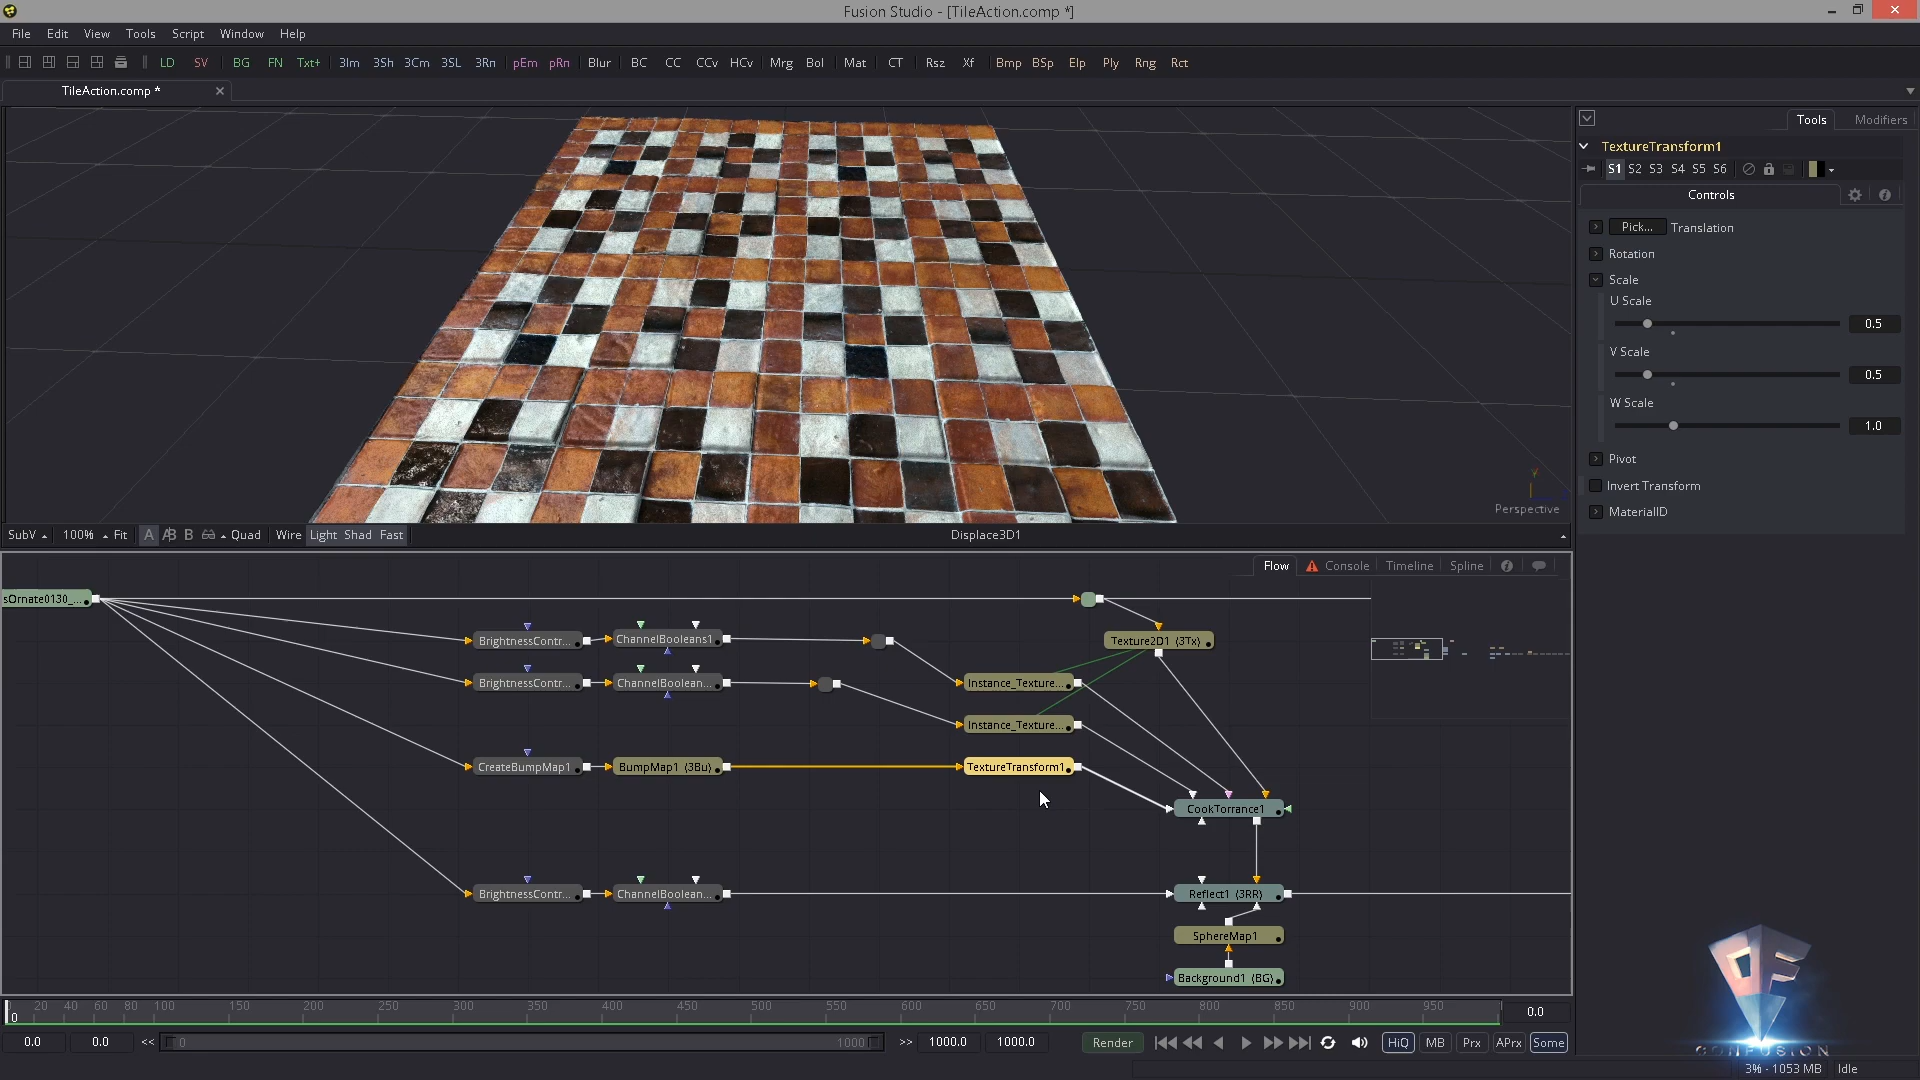 Fusion Studio - [TileAction.comp *]
File Edit View Tools Script Window Help
LD SV BG FN Txt+ 3Im 3Sh 3Cm 3SL 3Rn pEm pRn Blur BC CC CCv HCv Mrg Bol Mat CT Rsz Xf Bmp BSp Elp Ply Rng Rct
TileAction.comp *
Tools Modifiers
TextureTransform1
S1 S2 S3 S4 S5 S6
Controls
Pick... Translation
Rotation
Scale
U Scale
0.5
V Scale
0.5
W Scale
1.0
Pivot
Invert Transform
MaterialID
Y
Perspective
SubV 100% Fit A B Quad Wire Light Shad Fast Displace3D1
Flow Console Timeline Spline
sOrnate0130_...
BrightnessContr... ChannelBooleans1 Texture2D1 (3Tx)
BrightnessContr... ChannelBoolean... Instance_Texture...
Instance_Texture...
CreateBumpMap1 BumpMap1 (3Bu) TextureTransform1
CookTorrance1
BrightnessContr... ChannelBoolean... Reflect1 (3RR)
SphereMap1
Background1 (BG)
20 40 60 80 100 150 200 250 300 350 400 450 500 550 600 650 700 750 800 850 900 950
0 0.0
0.0 0.0 << 0 1000 >> 1000.0 1000.0 Render HiQ MB Prx APrx Some
CONFUSION
3% - 1053 MB Idle